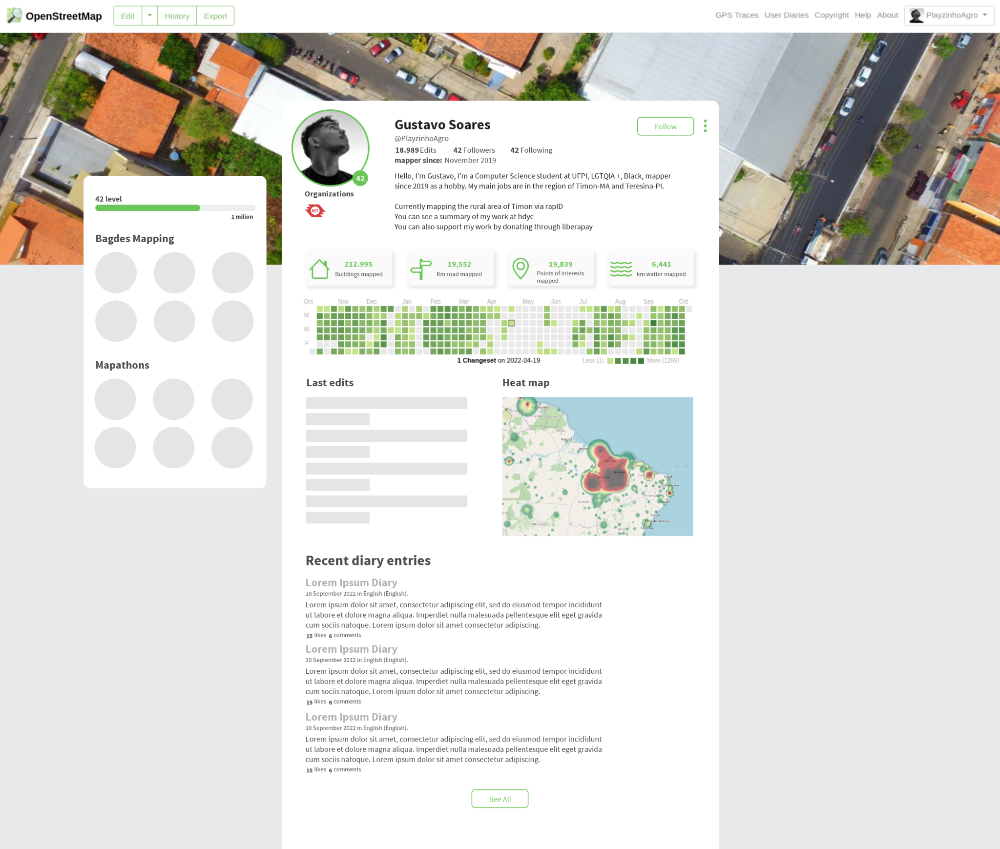 OpenStreetMap
Edit
History
Export
GPS Traces
User Diaries
Copyright
Help
About
PlayzinhoAgro
42 level
1 milion
Bagdes Mapping
Mapathons
42
Organizations
HOT
Gustavo Soares
@PlayzinhoAgro
18.989 Edits 42 Followers 42 Following
mapper since: November 2019
Follow
Hello, I'm Gustavo, I'm a Computer Science student at UFPI, LGTQIA +, Black, mapper
since 2019 as a hobby. My main jobs are in the region of Timon-MA and Teresina-PI.
Currently mapping the rural area of Timon via rapID
You can see a summary of my work at hdyc
You can also support my work by donating through liberapay
212.995
Buildings mapped
19,552
Km road mapped
19,839
Points of interests
mapped
6,441
km watter mapped
Oct Nov Dec Jan Feb Mar Apr May Jun Jul Aug Sep Oct
M
W
F
1 Changeset on 2022-04-19
Less (1)
More (1269)
Last edits
Heat map
Suriname
Macapá
Belém
São Luís
Teresina
Natal
João Pessoa
Maceió
Aracaju
Feira de Santana
Salvador
Recent diary entries
Lorem Ipsum Diary
10 September 2022 in English (English).
Lorem ipsum dolor sit amet, consectetur adipiscing elit, sed do eiusmod tempor incididunt
ut labore et dolore magna aliqua. Imperdiet nulla malesuada pellentesque elit eget gravida
cum sociis natoque. Lorem ipsum dolor sit amet consectetur adipiscing.
15 likes 6 comments
Lorem Ipsum Diary
10 September 2022 in English (English).
Lorem ipsum dolor sit amet, consectetur adipiscing elit, sed do eiusmod tempor incididunt
ut labore et dolore magna aliqua. Imperdiet nulla malesuada pellentesque elit eget gravida
cum sociis natoque. Lorem ipsum dolor sit amet consectetur adipiscing.
15 likes 6 comments
Lorem Ipsum Diary
10 September 2022 in English (English).
Lorem ipsum dolor sit amet, consectetur adipiscing elit, sed do eiusmod tempor incididunt
ut labore et dolore magna aliqua. Imperdiet nulla malesuada pellentesque elit eget gravida
cum sociis natoque. Lorem ipsum dolor sit amet consectetur adipiscing.
15 likes 6 comments
See All